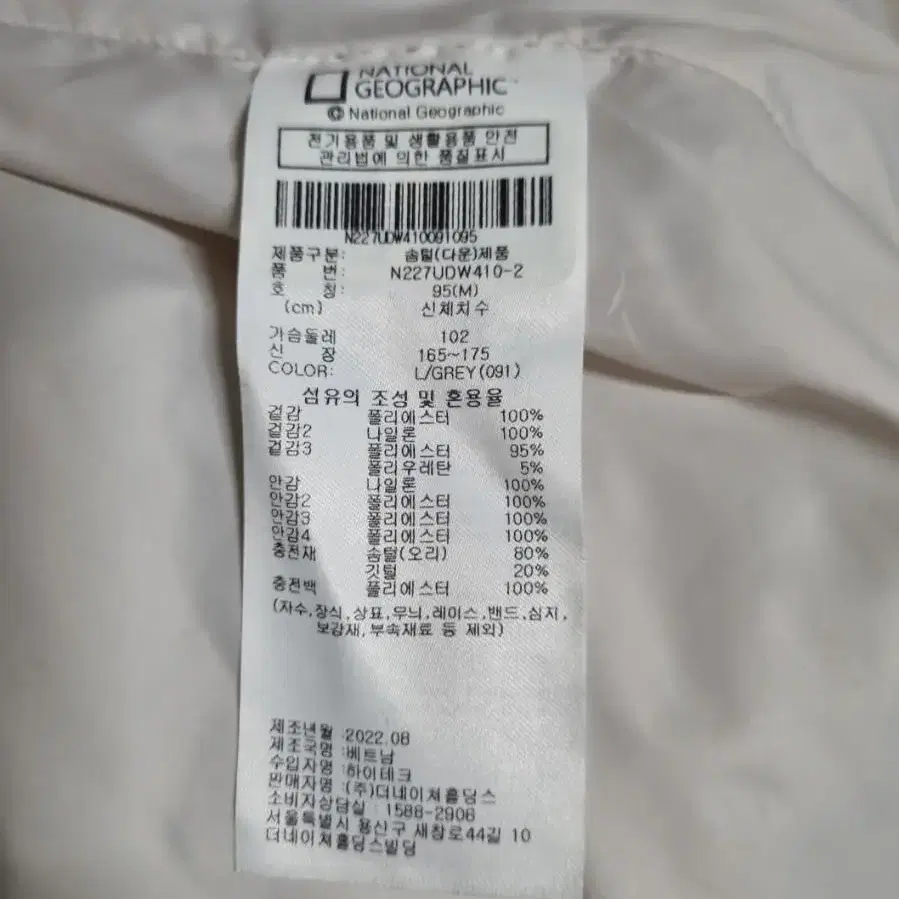 NATIONAL
GEOGRAPHIC™
© National Geographic
전기용품 및 생활용품 안전
관리법에 의한 품질표시
N227UDW410091095
제품구분: 솜털(다운)제품
품 번: N227UDW410-2
호 칭: 95(M)
(cm) 신체치수
가슴둘레 102
신 장 165~175
COLOR: L/GREY(091)
섬유의 조성 및 혼용율
겉감 폴리에스터 100%
겉감2 나일론 100%
겉감3 폴리에스터 95%
폴리우레탄 5%
안감 나일론 100%
안감2 폴리에스터 100%
안감3 폴리에스터 100%
안감4 폴리에스터 100%
충전재 솜털(오리) 80%
깃털 20%
충전백 폴리에스터 100%
(자수,장식,상표,무늬,레이스,밴드,심지,
보강재,부속재료 등 제외)
제조년월 :2022.08
제조국명 :베트남
수입자명 :하이테크
판매자명 :(주)더네이쳐홀딩스
소비자상담실 : 1588-2906
서울특별시 용산구 새창로44길 10
더네이쳐홀딩스빌딩